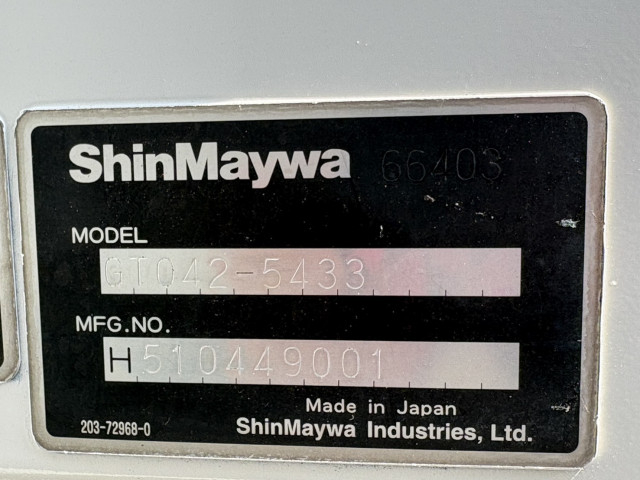 ShinMaywa 66403
MODEL
GT042-5433
MFG.NO.
H510449001
Made in Japan
203-72968-0 ShinMaywa Industries, Ltd.